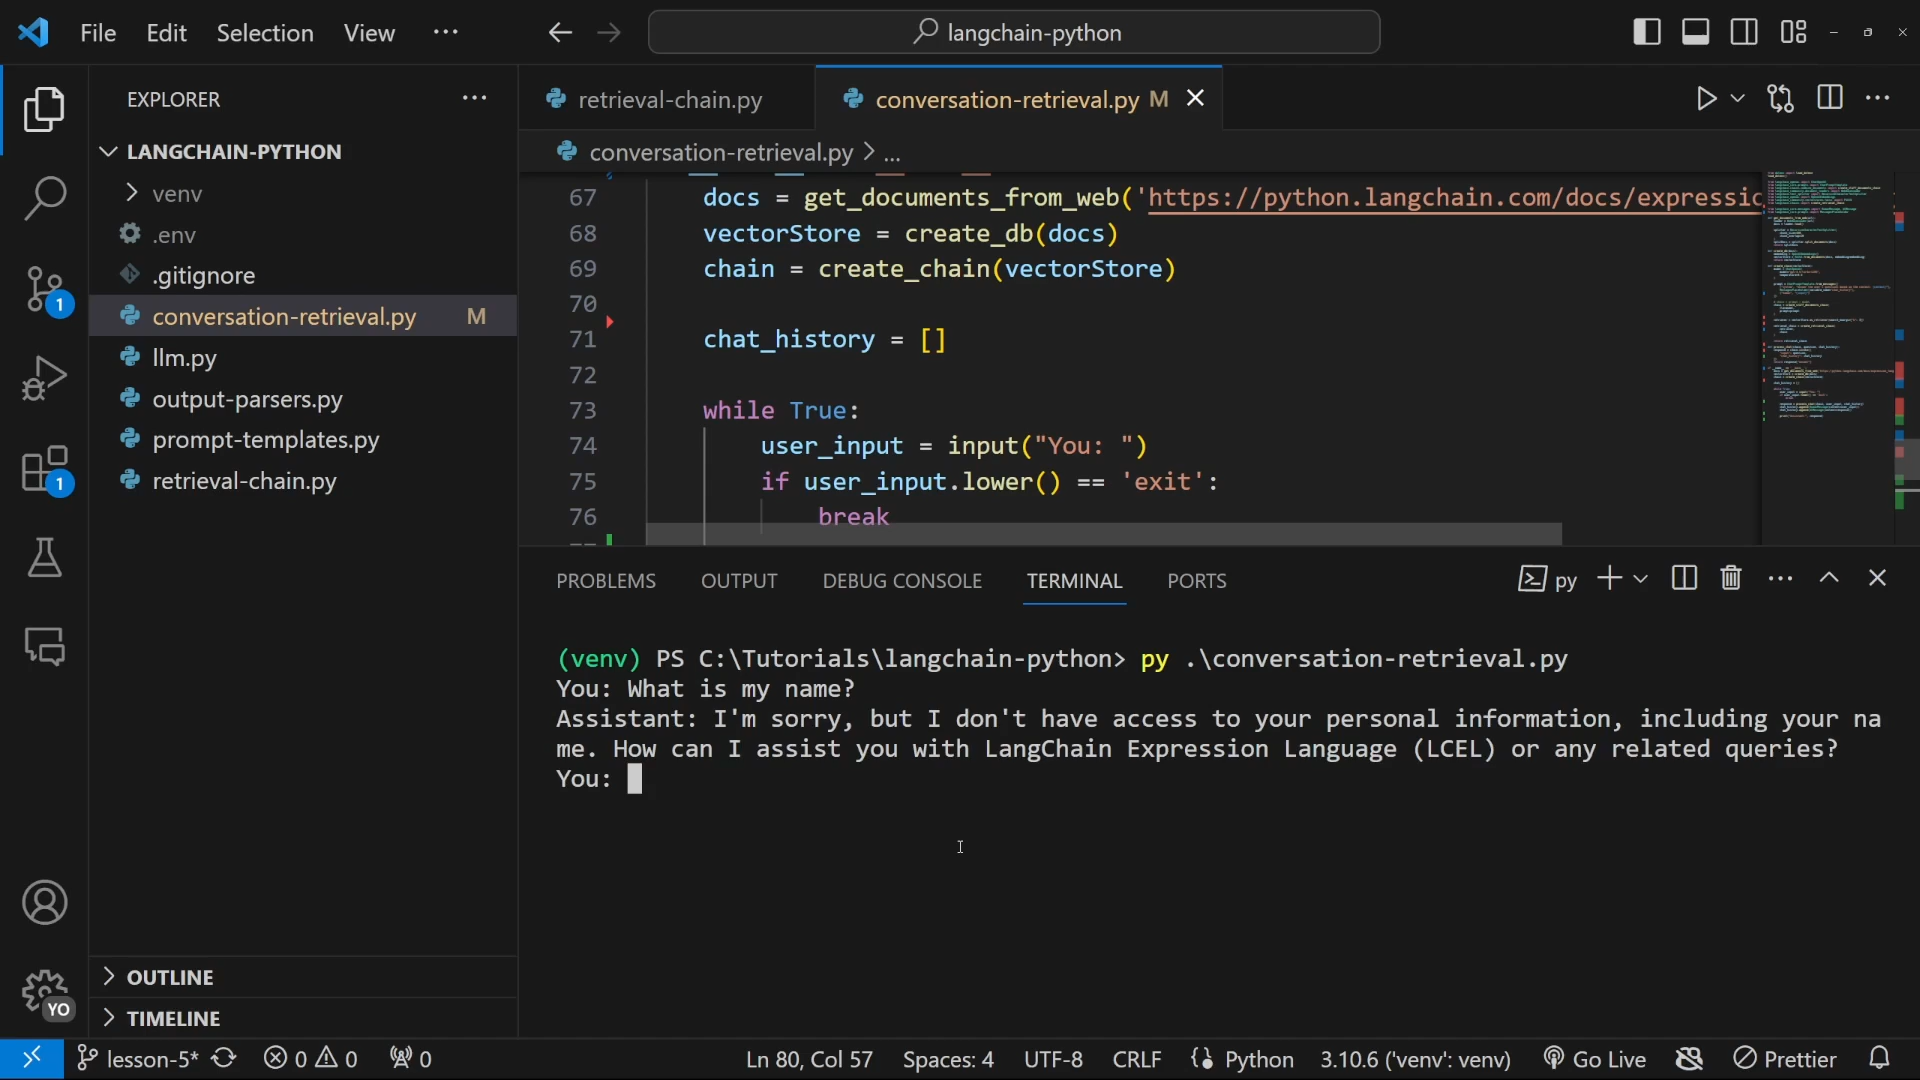 File Edit Selection View ...
langchain-python
EXPLORER
LANGCHAIN-PYTHON
venv
.env
.gitignore
conversation-retrieval.py M
llm.py
output-parsers.py
prompt-templates.py
retrieval-chain.py
OUTLINE
TIMELINE
1
1
YO
retrieval-chain.py
conversation-retrieval.py M
conversation-retrieval.py > ...
67 docs = get_documents_from_web('https://python.langchain.com/docs/expressic
68 vectorStore = create_db(docs)
69 chain = create_chain(vectorStore)
70
71 chat_history = []
72
73 while True:
74 user_input = input("You: ")
75 if user_input.lower() == 'exit':
76 break
PROBLEMS OUTPUT DEBUG CONSOLE TERMINAL PORTS
py
(venv) PS C:\Tutorials\langchain-python> py .\conversation-retrieval.py
You: What is my name?
Assistant: I'm sorry, but I don't have access to your personal information, including your na
me. How can I assist you with LangChain Expression Language (LCEL) or any related queries?
You:
lesson-5* 0 0 0 Ln 80, Col 57 Spaces: 4 UTF-8 CRLF Python 3.10.6 ('venv': venv) Go Live Prettier